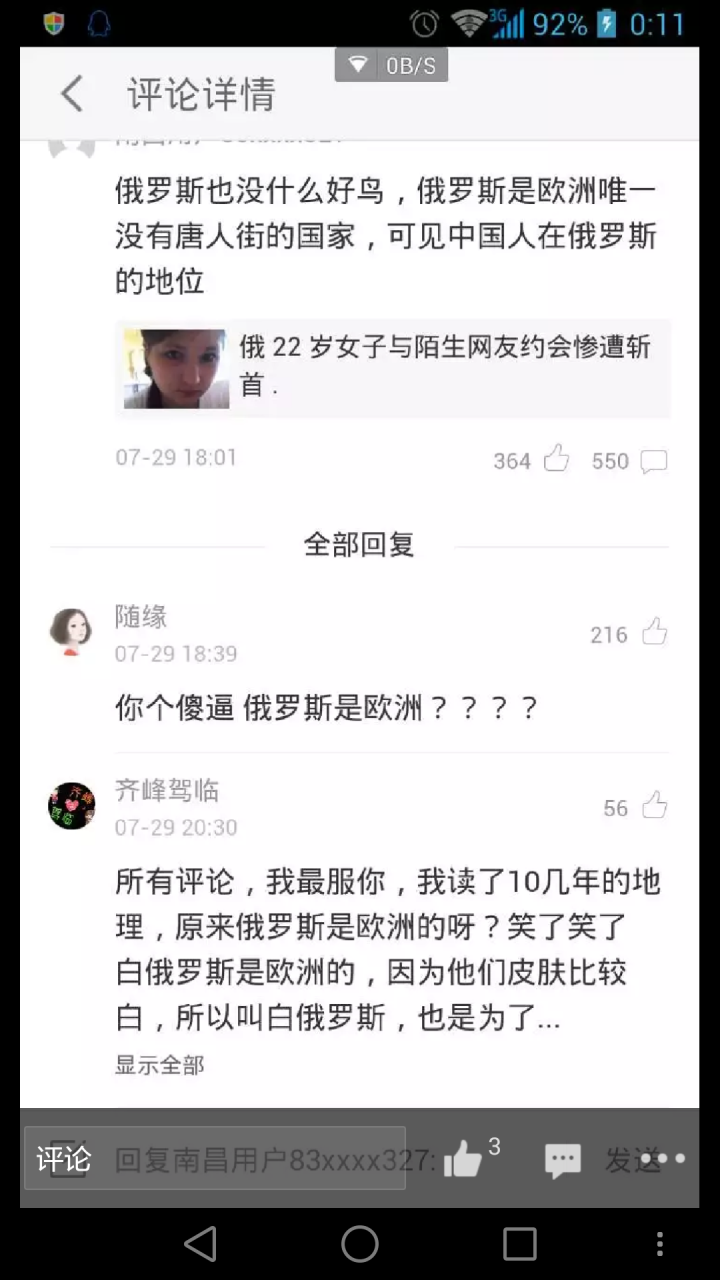 3G 92% 0:11
0B/S
评论详情
俄罗斯也没什么好鸟，俄罗斯是欧洲唯一
没有唐人街的国家，可见中国人在俄罗斯
的地位
俄 22 岁女子与陌生网友约会惨遭斩
首 .
07-29 18:01 364 550
全部回复
随缘
07-29 18:39 216
你个傻逼 俄罗斯是欧洲？？？？
齐峰驾临
07-29 20:30 56
所有评论，我最服你，我读了10几年的地
理，原来俄罗斯是欧洲的呀？笑了笑了
白俄罗斯是欧洲的，因为他们皮肤比较
白，所以叫白俄罗斯，也是为了...
显示全部
评论 回复南昌用户83xxxx327: 3 发送